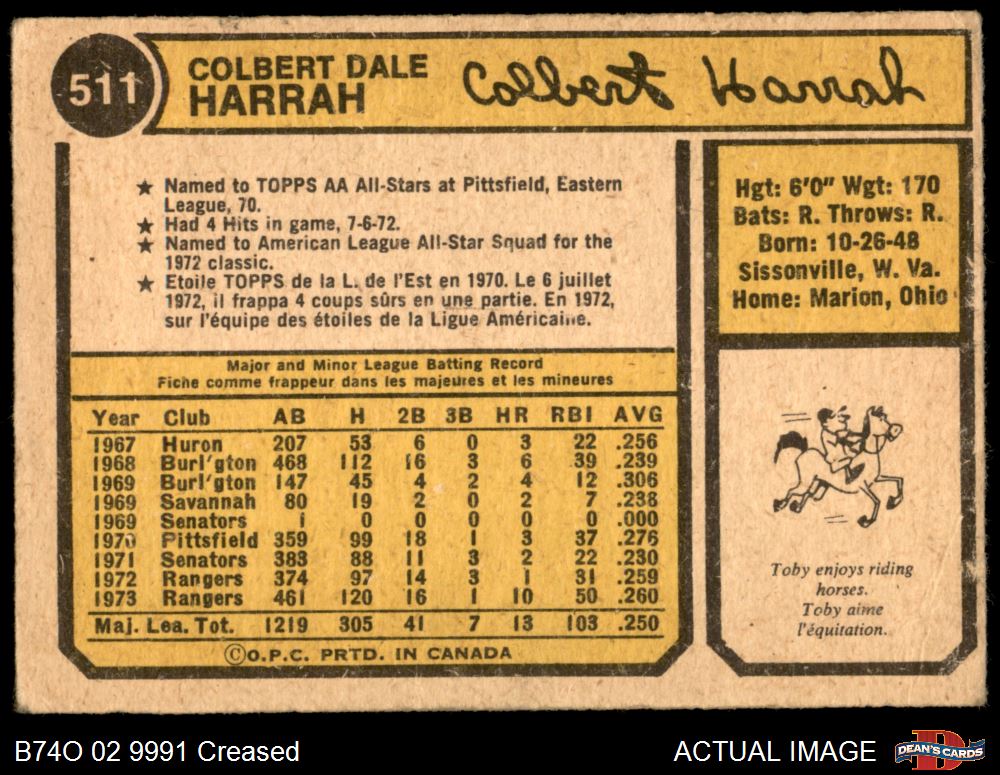 511
COLBERT DALE
HARRAH
Colbert Harrah
★ Named to TOPPS AA All-Stars at Pittsfield, Eastern
League, 70.
★ Had 4 Hits in game, 7-6-72.
★ Named to American League All-Star Squad for the
1972 classic.
★ Etoile TOPPS de la L. de l'Est en 1970. Le 6 juillet
1972, il frappa 4 coups sûrs en une partie. En 1972,
sur l'équipe des étoiles de la Ligue Américaine.
Hgt: 6'0" Wgt: 170
Bats: R. Throws: R.
Born: 10-26-48
Sissonville, W. Va.
Home: Marion, Ohio
Major and Minor League Batting Record
Fiche comme frappeur dans les majeures et les mineures
Year Club AB H 2B 3B HR RBI AVG
1967 Huron 207 53 6 0 3 22 .256
1968 Burl'gton 468 112 16 3 6 39 .239
1969 Burl'gton 147 45 4 2 4 12 .306
1969 Savannah 80 19 2 0 2 7 .238
1969 Senators 1 0 0 0 0 0 .000
1970 Pittsfield 359 99 18 1 3 37 .276
1971 Senators 383 88 11 3 2 22 .230
1972 Rangers 374 97 14 3 1 31 .259
1973 Rangers 461 120 16 1 10 50 .260
Maj. Lea. Tot. 1219 305 41 7 13 103 .250
©O.P.C. PRTD. IN CANADA
Toby enjoys riding
horses.
Toby aime
l'équitation.
B74O 02 9991 Creased
ACTUAL IMAGE
DEAN'S CARDS